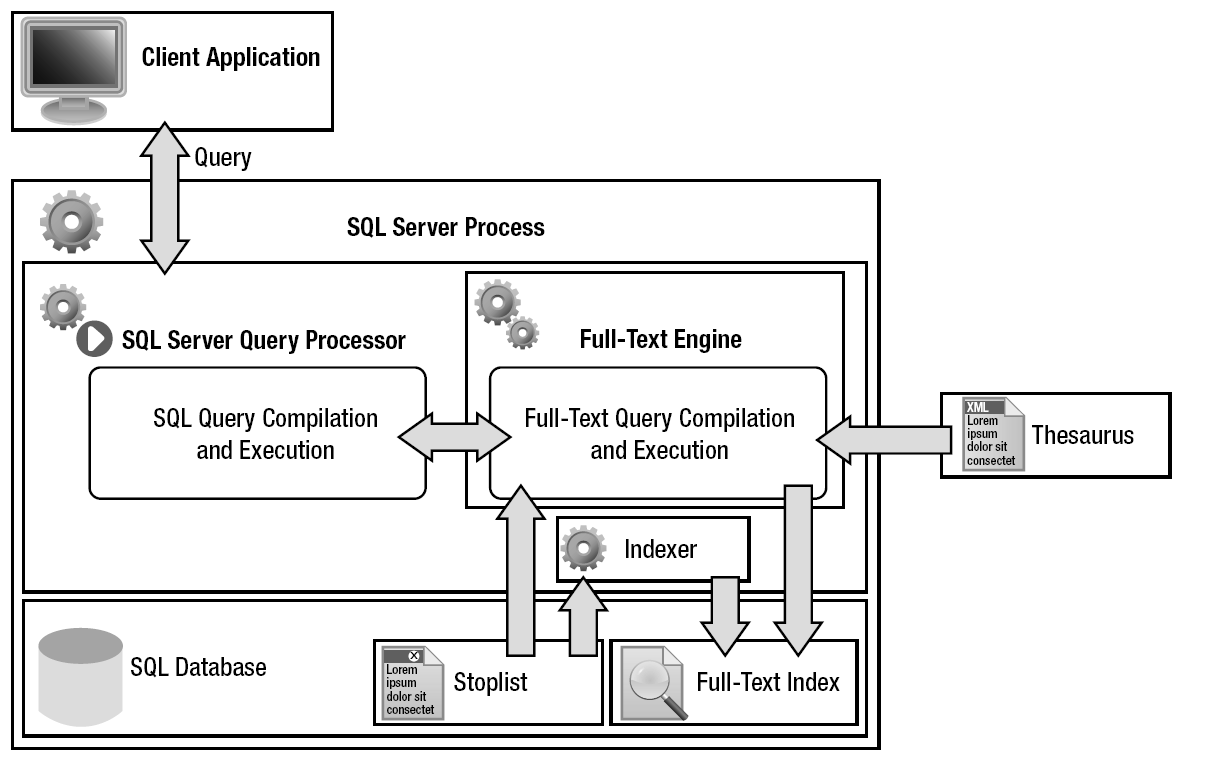 Client Application
Query
SQL Server Process
SQL Server Query Processor
Full-Text Engine
SQL Query Compilation
and Execution
Full-Text Query Compilation
and Execution
XML
Lorem
ipsum
dolor sit
consectet
Thesaurus
Indexer
SQL Database
Lorem
ipsum
dolor sit
consectet
Stoplist
Full-Text Index